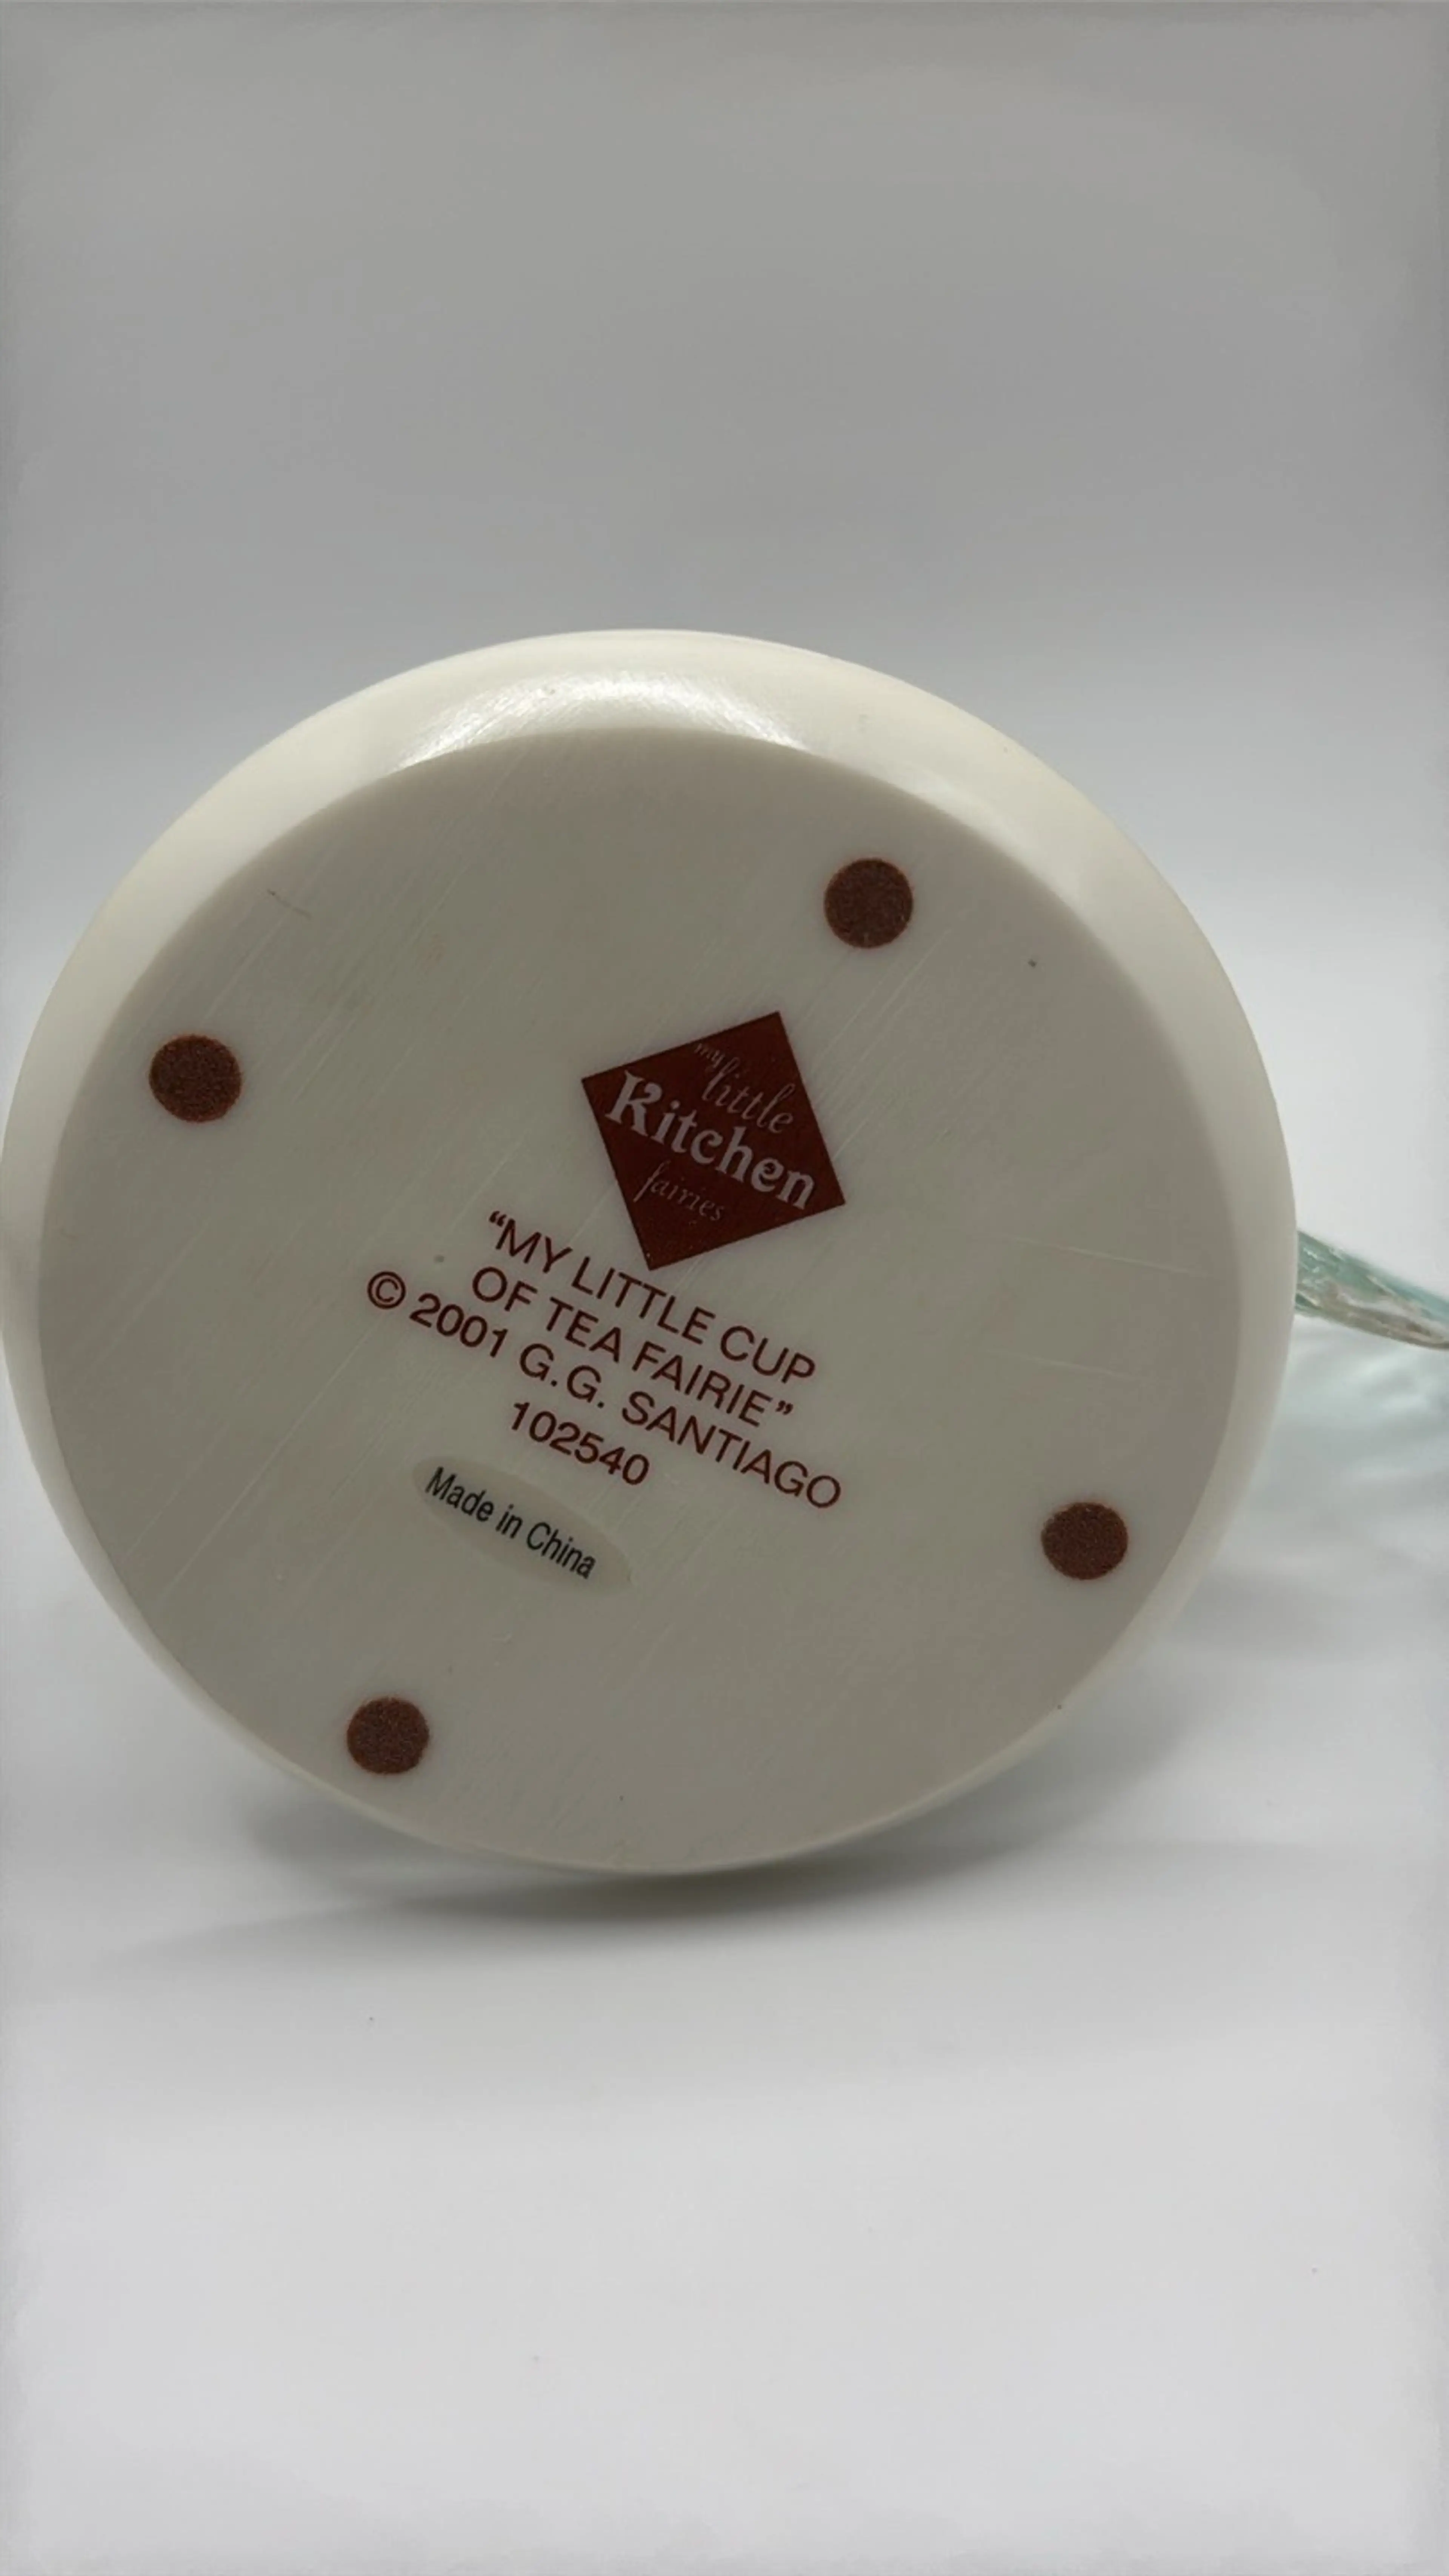 my
little
Kitchen
fairies
“MY LITTLE CUP
OF TEA FAIRIE”
© 2001 G.G. SANTIAGO
102540
Made in China